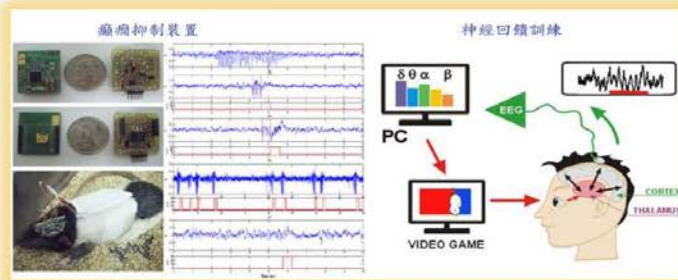 癲癇抑制裝置
神經回饋訓練
δ θ α β
EEG
PC
VIDEO GAME
CORTEX
THALAMUS